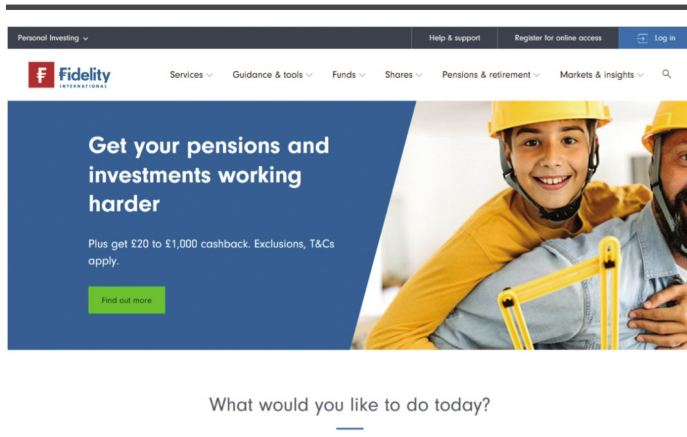 Personal Investing
Help & support
Register for online access
Log in
Fidelity
INTERNATIONAL
Services
Guidance & tools
Funds
Shares
Pensions & retirement
Markets & insights
Get your pensions and
investments working
harder
Plus get £20 to £1,000 cashback. Exclusions, T&Cs
apply.
Find out more
What would you like to do today?